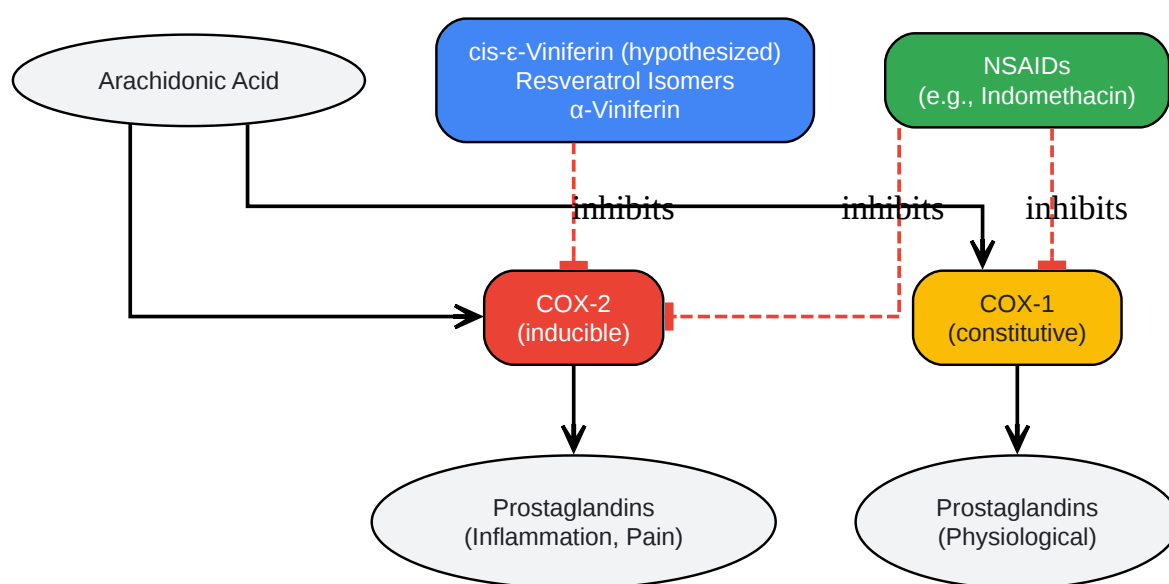 Arachidonic Acid
cis-ε-Viniferin (hypothesized)
Resveratrol Isomers
α-Viniferin
NSAIDs
(e.g., Indomethacin)
inhibits
inhibits
inhibits
COX-2
(inducible)
COX-1
(constitutive)
Prostaglandins
(Inflammation, Pain)
Prostaglandins
(Physiological)